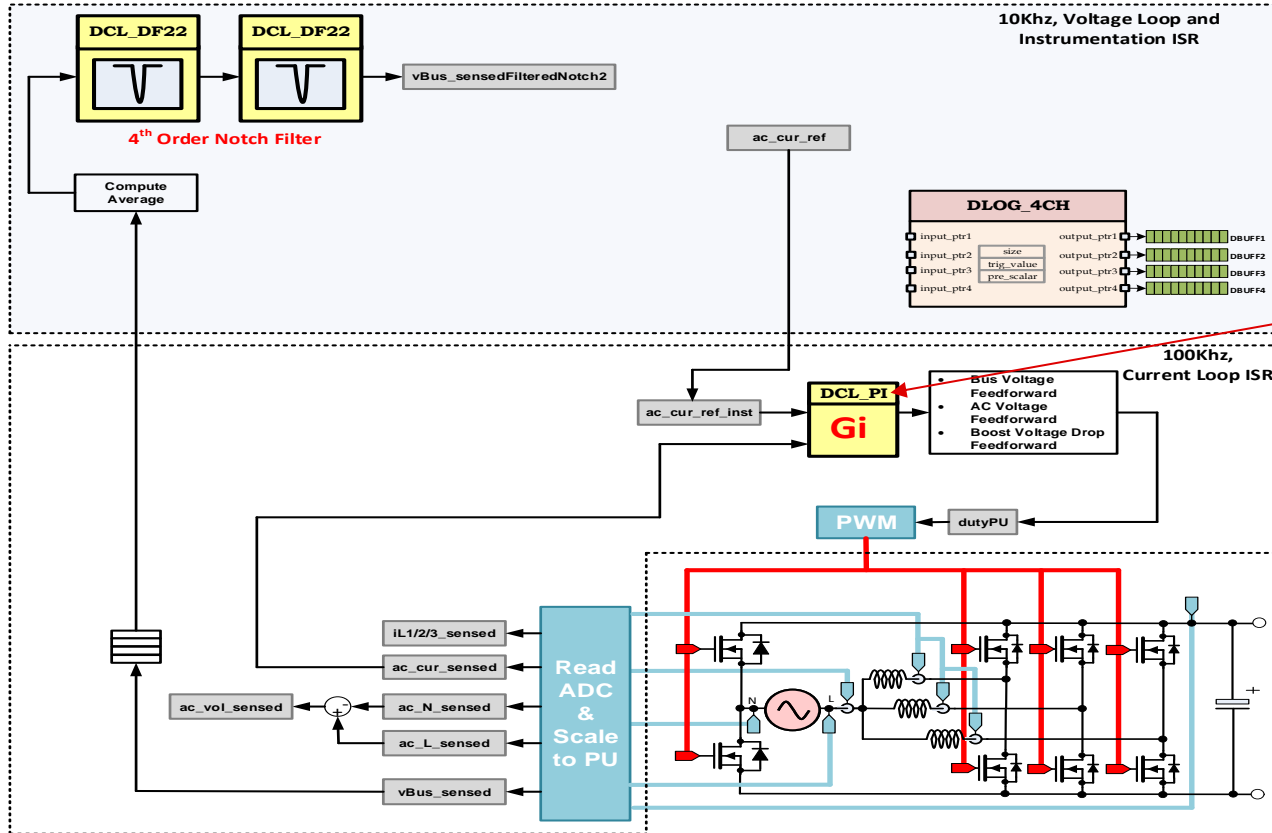 10Khz, Voltage Loop and
Instrumentation ISR
DCL_DF22
DCL_DF22
vBus_sensedFilteredNotch2
4th Order Notch Filter
ac_cur_ref
Compute
Average
DLOG_4CH
input_ptr1
input_ptr2
input_ptr3
input_ptr4
size
trig_value
pre_scalar
output_ptr1
output_ptr2
output_ptr3
output_ptr4
DBUFF1
DBUFF2
DBUFF3
DBUFF4
100Khz,
Current Loop ISR
ac_cur_ref_inst
DCL_PI
Gi
• Bus Voltage
Feedforward
• AC Voltage
Feedforward
• Boost Voltage Drop
Feedforward
PWM
dutyPU
iL1/2/3_sensed
ac_cur_sensed
ac_vol_sensed
-
+
ac_N_sensed
ac_L_sensed
vBus_sensed
Read
ADC
&
Scale
to PU
N
L
+